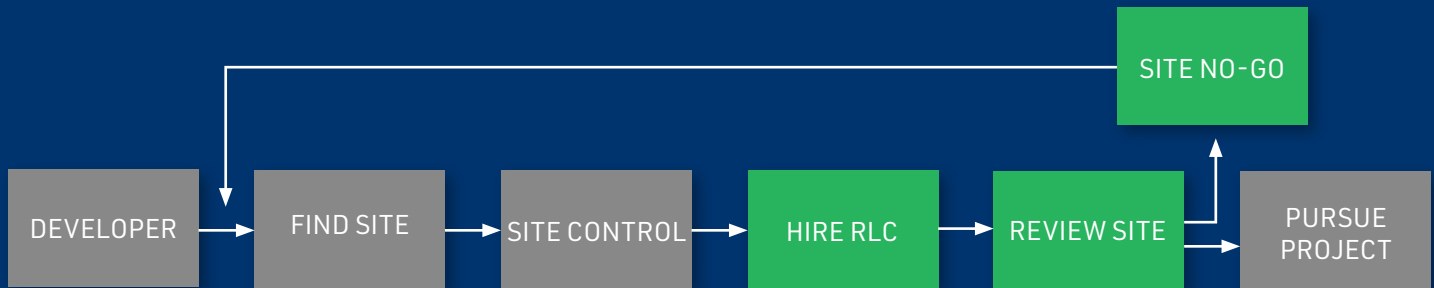 SITE NO-GO
DEVELOPER
FIND SITE
SITE CONTROL
HIRE RLC
REVIEW SITE
PURSUE
PROJECT